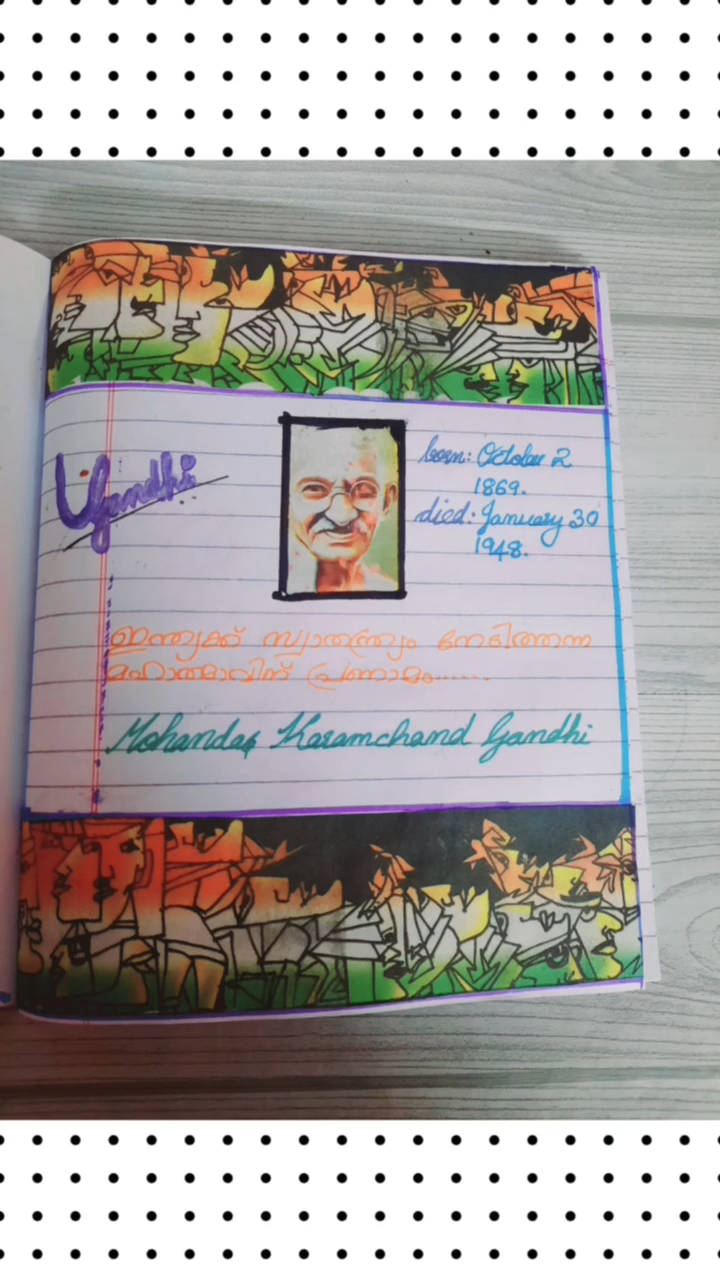 Gandhi
born: October 2
1869.
died: January 30
1948.
ഇന്ത്യക്ക് സ്വാതന്ത്ര്യം നേടിത്തന്ന
മഹാത്മാവിന് പ്രണാമം......
Mohandas Karamchand Gandhi